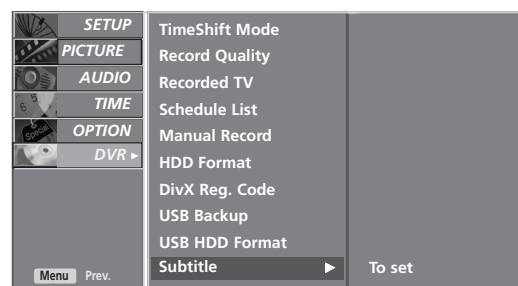 SETUP
PICTURE
AUDIO
TIME
OPTION
DVR ►
Menu Prev.
TimeShift Mode
Record Quality
Recorded TV
Schedule List
Manual Record
HDD Format
DivX Reg. Code
USB Backup
USB HDD Format
Subtitle ► To set